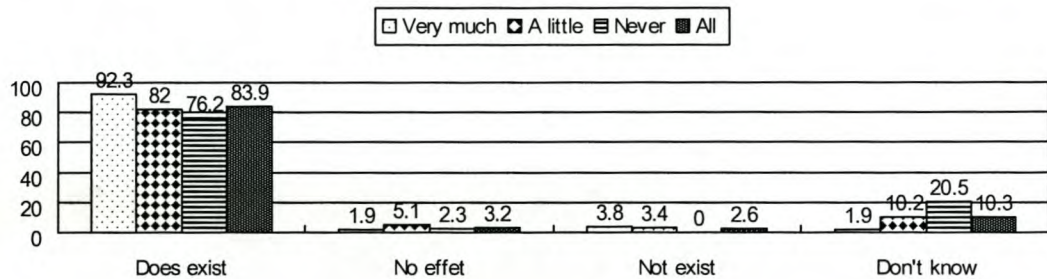 Very much A little Never All
100
80
60
40
20
0
92.3 82 76.2 83.9
1.9 5.1 2.3 3.2
3.8 3.4 0 2.6
1.9 10.2 20.5 10.3
Does exist No effet Not exist Don't know